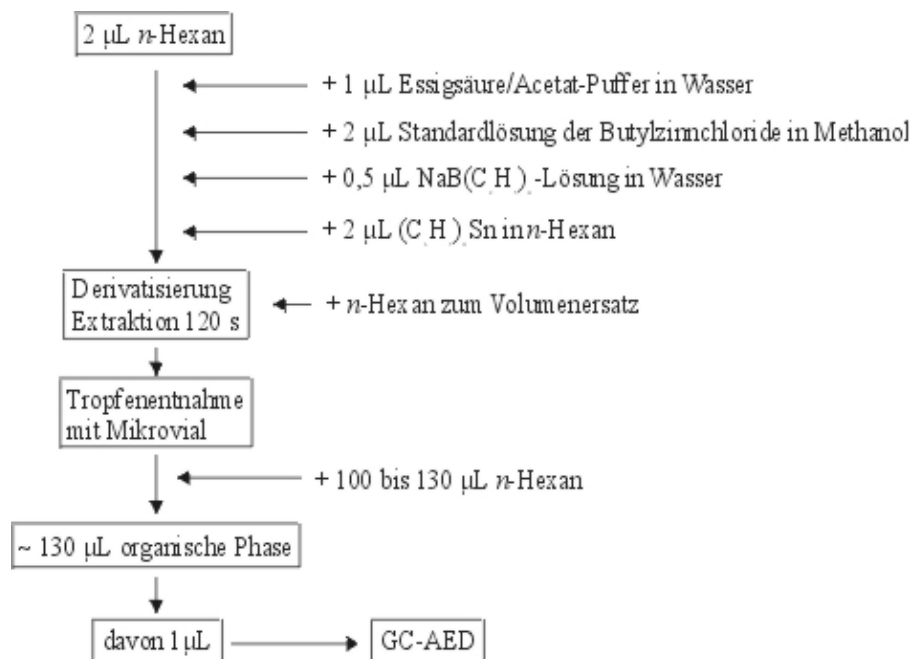 2 µL n-Hexan
+ 1 µL Essigsäure/Acetat-Puffer in Wasser
+ 2 µL Standardlösung der Butylzinnchloride in Methanol
+ 0,5 µL NaB(C H ) -Lösung in Wasser
+ 2 µL (C H ) Sn in n-Hexan
Derivatisierung
Extraktion 120 s
+ n-Hexan zum Volumenersatz
Tropfenentnahme
mit Mikrovial
+ 100 bis 130 µL n-Hexan
~ 130 µL organische Phase
davon 1 µL
GC-AED